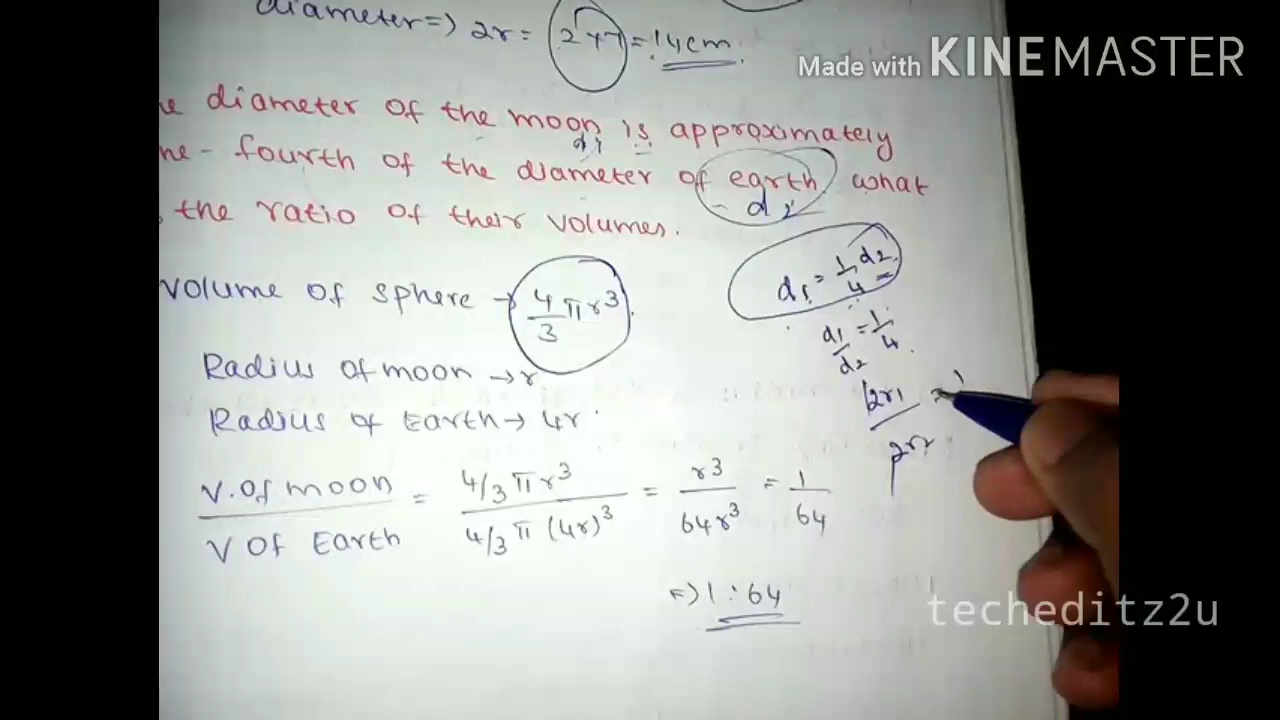 diameter=) 2r = 2×7 = 14cm.
Made with KINEMASTER
he diameter of the moon is approximately
d1
ne- fourth of the diameter of earth what
- d2
the ratio of their volumes.
d1 = 1/4 d2
volume of sphere → 4/3 πr³
d1/d2 = 1/4
Radius of moon → r
2r1/2r2 = 1
Radius of Earth → 4r
V. of moon / V of Earth = 4/3 π r³ / 4/3 π (4r)³ = r³/64r³ = 1/64
=) 1 : 64
techeditz2u